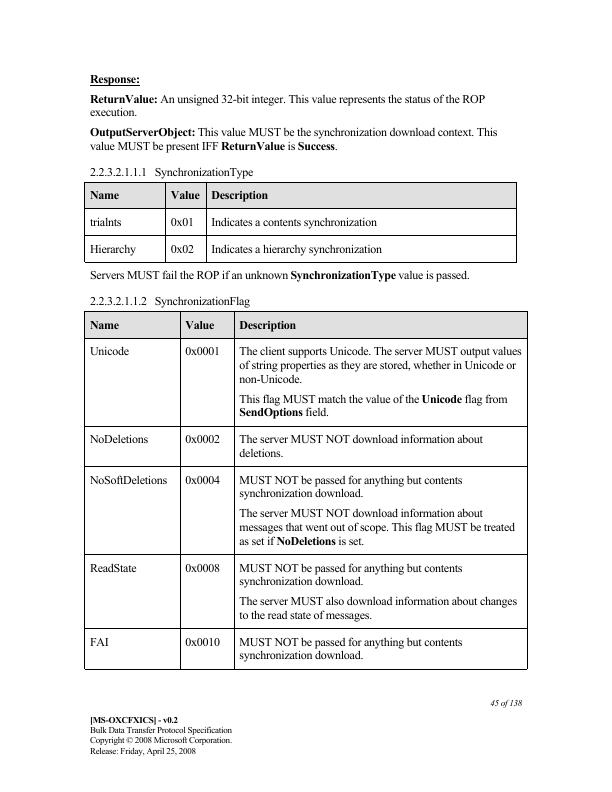 Response:
ReturnValue: An unsigned 32-bit integer. This value represents the status of the ROP
execution.
OutputServerObject: This value MUST be the synchronization download context. This
value MUST be present IFF ReturnValue is Success.
2.2.3.2.1.1.1 SynchronizationType
Name Value Description
trialnts 0x01 Indicates a contents synchronization
Hierarchy 0x02 Indicates a hierarchy synchronization
Servers MUST fail the ROP if an unknown SynchronizationType value is passed.
2.2.3.2.1.1.2 SynchronizationFlag
Name Value Description
Unicode 0x0001 The client supports Unicode. The server MUST output values
of string properties as they are stored, whether in Unicode or
non-Unicode.
This flag MUST match the value of the Unicode flag from
SendOptions field.
NoDeletions 0x0002 The server MUST NOT download information about
deletions.
NoSoftDeletions 0x0004 MUST NOT be passed for anything but contents
synchronization download.
The server MUST NOT download information about
messages that went out of scope. This flag MUST be treated
as set if NoDeletions is set.
ReadState 0x0008 MUST NOT be passed for anything but contents
synchronization download.
The server MUST also download information about changes
to the read state of messages.
FAI 0x0010 MUST NOT be passed for anything but contents
synchronization download.
45 of 138
[MS-OXCFXICS] - v0.2
Bulk Data Transfer Protocol Specification
Copyright © 2008 Microsoft Corporation.
Release: Friday, April 25, 2008